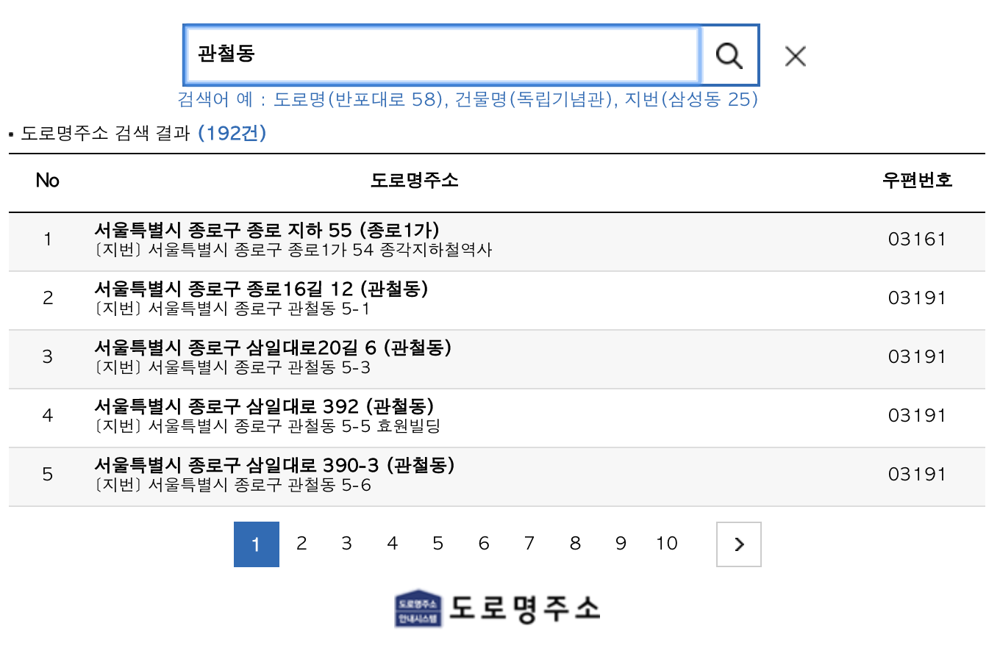 관철동
검색어 예 : 도로명(반포대로 58), 건물명(독립기념관), 지번(삼성동 25)
▪ 도로명주소 검색 결과 (192건)
No 도로명주소 우편번호
1 서울특별시 종로구 종로 지하 55 (종로1가) 03161
[지번] 서울특별시 종로구 종로1가 54 종각지하철역사
2 서울특별시 종로구 종로16길 12 (관철동) 03191
[지번] 서울특별시 종로구 관철동 5-1
3 서울특별시 종로구 삼일대로20길 6 (관철동) 03191
[지번] 서울특별시 종로구 관철동 5-3
4 서울특별시 종로구 삼일대로 392 (관철동) 03191
[지번] 서울특별시 종로구 관철동 5-5 효원빌딩
5 서울특별시 종로구 삼일대로 390-3 (관철동) 03191
[지번] 서울특별시 종로구 관철동 5-6
1 2 3 4 5 6 7 8 9 10 >
도로명주소
안내시스템
도로명주소